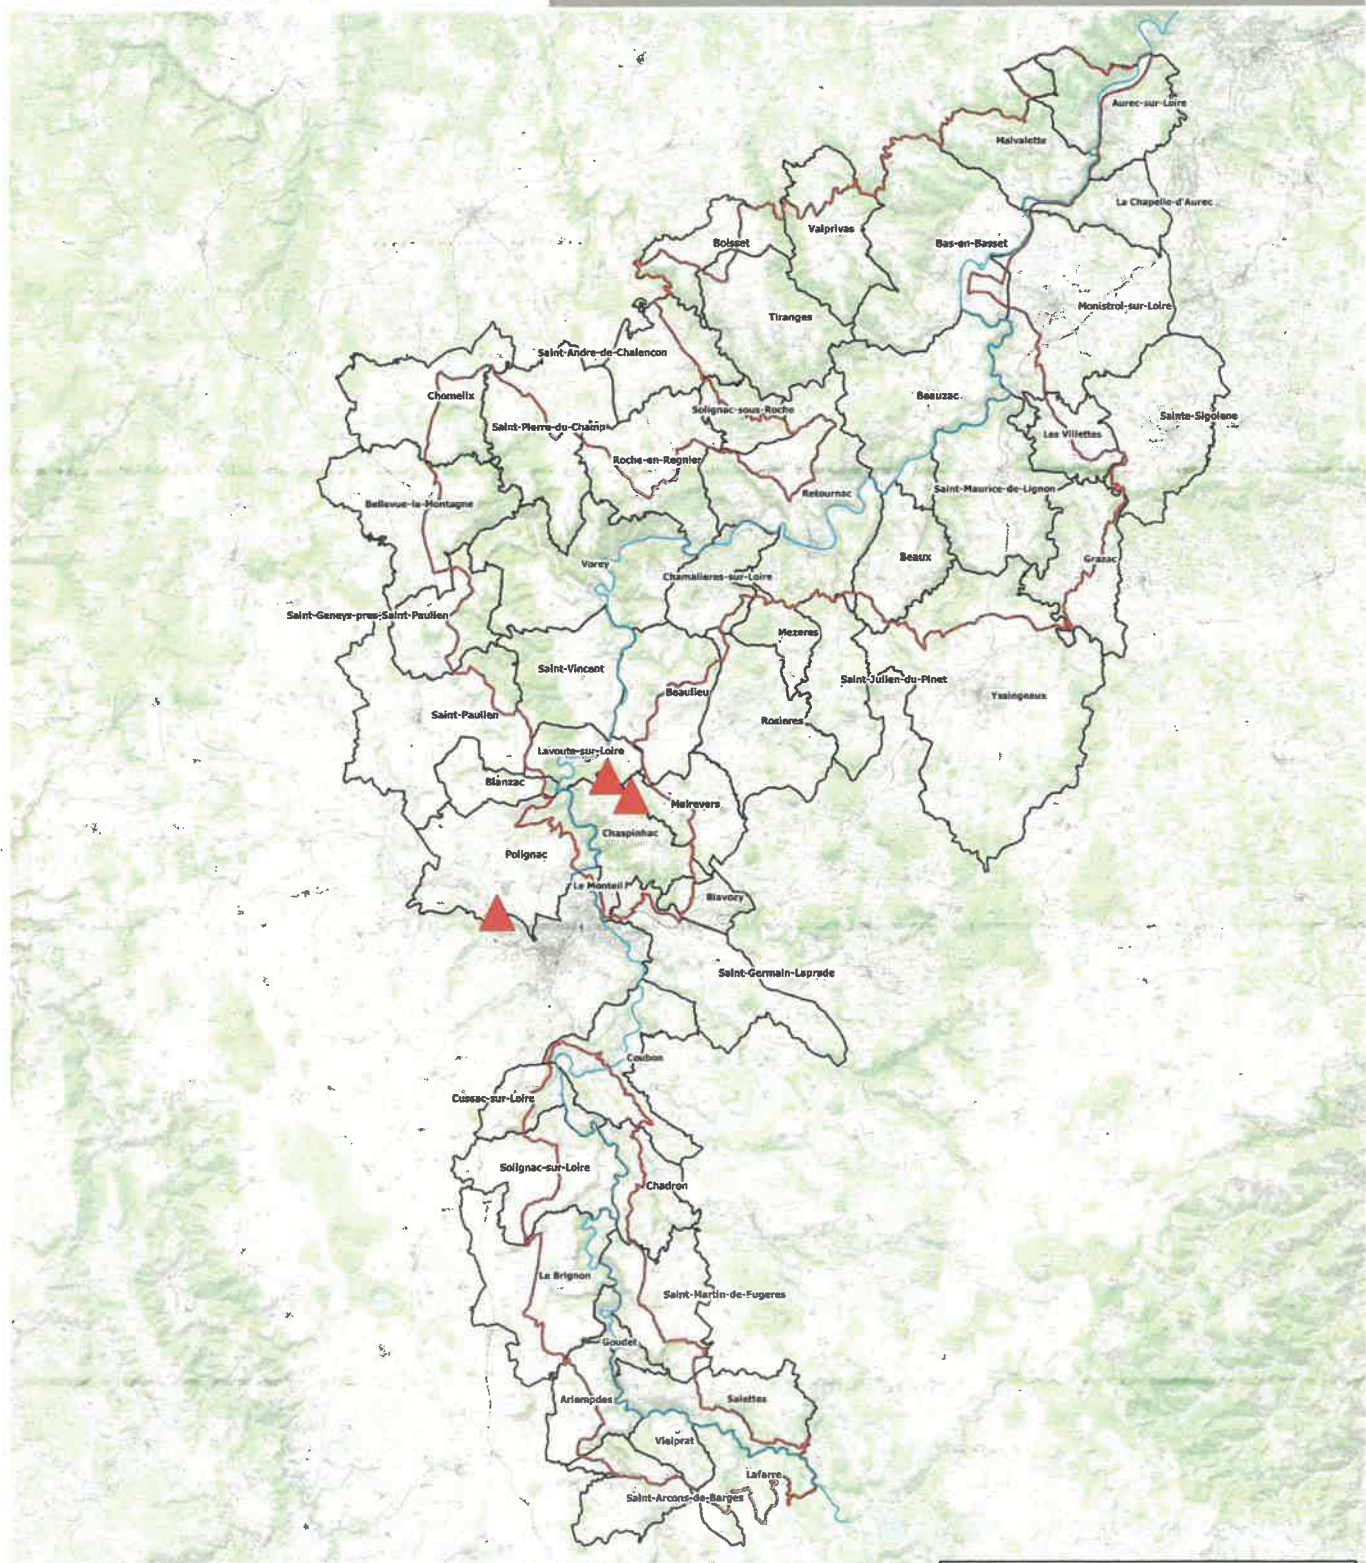 Aurec-sur-Loire
Malvalette
La Chapelle-d'Aurec
Valprivas
Boisset
Bas-en-Basset
Monistrol-sur-Loire
Tiranges
Saint-Andre-de-Chalencon
Chomelix
Beauzac
Solignac-sous-Roche
Sainte-Sigolene
Saint-Pierre-du-Champ
Les Villettes
Roche-en-Regnier
Saint-Maurice-de-Lignon
Retournac
Bellevue-la-Montagne
Beaux
Grazac
Vorey
Chamalieres-sur-Loire
Saint-Geneys-pres-Saint-Paulien
Mezeres
Saint-Vincent
Saint-Julien-du-Pinet
Beaulieu
Yssingeaux
Saint-Paulien
Rosieres
Lavoute-sur-Loire
Blanzac
Malrevers
Chaspinhac
Polignac
Le Monteil
Blavozy
Saint-Germain-Laprade
Coubon
Cussac-sur-Loire
Solignac-sur-Loire
Chadron
Le Brignon
Saint-Martin-de-Fugeres
Goudet
Arlempdes
Salettes
Vielprat
Lafarre
Saint-Arcons-de-Barges